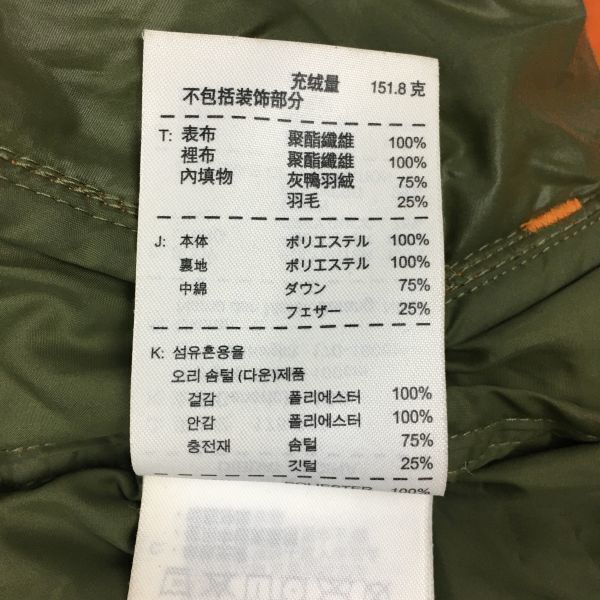 充绒量 151.8 克
不包括装饰部分
T: 表布 聚酯纖維 100%
裡布 聚酯纖維 100%
內填物 灰鴨羽絨 75%
羽毛 25%
J: 本体 ポリエステル 100%
裏地 ポリエステル 100%
中綿 ダウン 75%
フェザー 25%
K: 섬유혼용율
오리 솜털 (다운)제품
겉감 폴리에스터 100%
안감 폴리에스터 100%
충전재 솜털 75%
깃털 25%
POLYESTER 100%